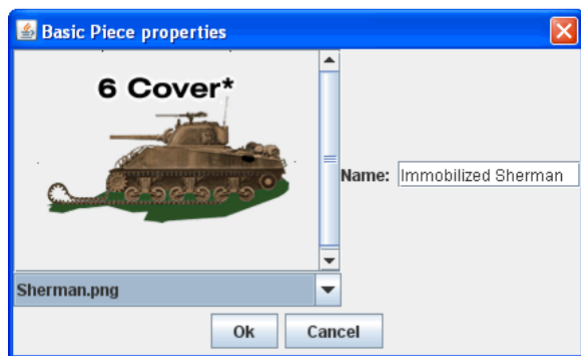 Basic Piece properties
6 Cover*
Name: Immobilized Sherman
Sherman.png
Ok Cancel